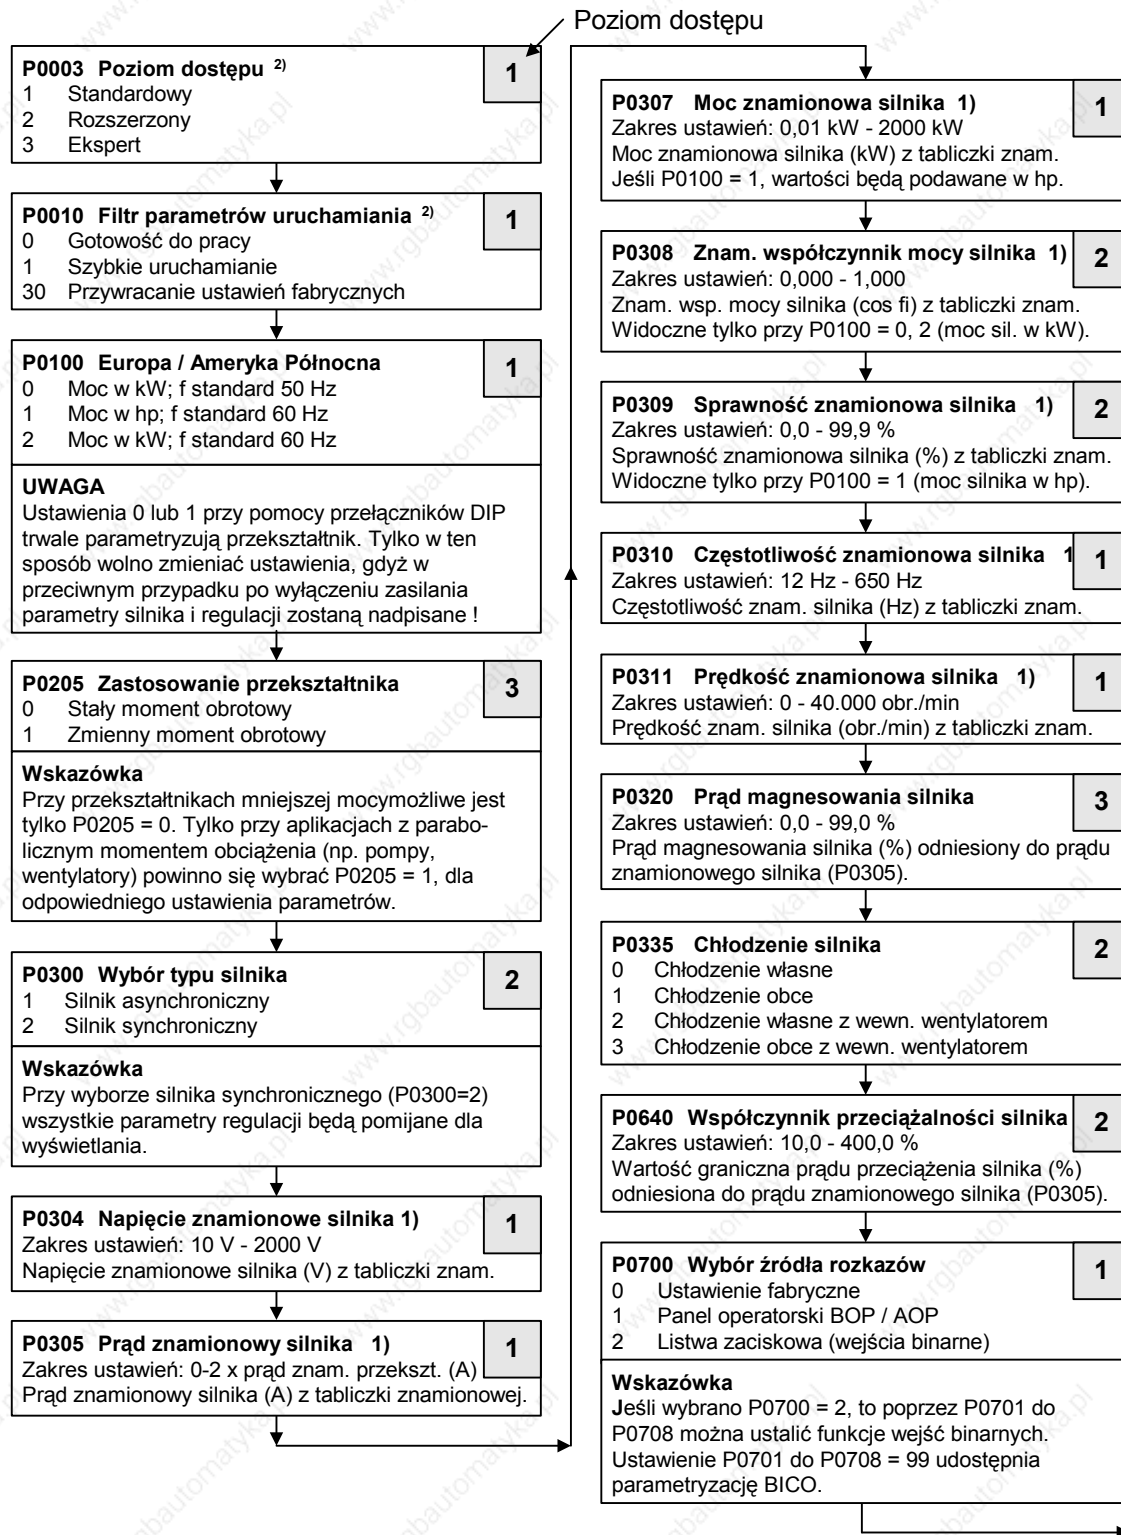 Poziom dostępu
P0003 Poziom dostępu 2)
1
1 Standardowy
2 Rozszerzony
3 Ekspert
P0010 Filtr parametrów uruchamiania 2)
1
0 Gotowość do pracy
1 Szybkie uruchamianie
30 Przywracanie ustawień fabrycznych
P0100 Europa / Ameryka Północna
1
0 Moc w kW; f standard 50 Hz
1 Moc w hp; f standard 60 Hz
2 Moc w kW; f standard 60 Hz
UWAGA
Ustawienia 0 lub 1 przy pomocy przełączników DIP
trwale parametryzują przekształtnik. Tylko w ten
sposób wolno zmieniać ustawienia, gdyż w
przeciwnym przypadku po wyłączeniu zasilania
parametry silnika i regulacji zostaną nadpisane !
P0205 Zastosowanie przekształtnika
3
0 Stały moment obrotowy
1 Zmienny moment obrotowy
Wskazówka
Przy przekształtnikach mniejszej mocymożliwe jest
tylko P0205 = 0. Tylko przy aplikacjach z parabo-
licznym momentem obciążenia (np. pompy,
wentylatory) powinno się wybrać P0205 = 1, dla
odpowiedniego ustawienia parametrów.
P0300 Wybór typu silnika
2
1 Silnik asynchroniczny
2 Silnik synchroniczny
Wskazówka
Przy wyborze silnika synchronicznego (P0300=2)
wszystkie parametry regulacji będą pomijane dla
wyświetlania.
P0304 Napięcie znamionowe silnika 1)
1
Zakres ustawień: 10 V - 2000 V
Napięcie znamionowe silnika (V) z tabliczki znam.
P0305 Prąd znamionowy silnika 1)
1
Zakres ustawień: 0-2 x prąd znam. przekszt. (A)
Prąd znamionowy silnika (A) z tabliczki znamionowej.
P0307 Moc znamionowa silnika 1)
1
Zakres ustawień: 0,01 kW - 2000 kW
Moc znamionowa silnika (kW) z tabliczki znam.
Jeśli P0100 = 1, wartości będą podawane w hp.
P0308 Znam. współczynnik mocy silnika 1)
2
Zakres ustawień: 0,000 - 1,000
Znam. wsp. mocy silnika (cos fi) z tabliczki znam.
Widoczne tylko przy P0100 = 0, 2 (moc sil. w kW).
P0309 Sprawność znamionowa silnika 1)
2
Zakres ustawień: 0,0 - 99,9 %
Sprawność znamionowa silnika (%) z tabliczki znam.
Widoczne tylko przy P0100 = 1 (moc silnika w hp).
P0310 Częstotliwość znamionowa silnika 1
1
Zakres ustawień: 12 Hz - 650 Hz
Częstotliwość znam. silnika (Hz) z tabliczki znam.
P0311 Prędkość znamionowa silnika 1)
1
Zakres ustawień: 0 - 40.000 obr./min
Prędkość znam. silnika (obr./min) z tabliczki znam.
P0320 Prąd magnesowania silnika
3
Zakres ustawień: 0,0 - 99,0 %
Prąd magnesowania silnika (%) odniesiony do prądu
znamionowego silnika (P0305).
P0335 Chłodzenie silnika
2
0 Chłodzenie własne
1 Chłodzenie obce
2 Chłodzenie własne z wewn. wentylatorem
3 Chłodzenie obce z wewn. wentylatorem
P0640 Współczynnik przeciążalności silnika
2
Zakres ustawień: 10,0 - 400,0 %
Wartość graniczna prądu przeciążenia silnika (%)
odniesiona do prądu znamionowego silnika (P0305).
P0700 Wybór źródła rozkazów
1
0 Ustawienie fabryczne
1 Panel operatorski BOP / AOP
2 Listwa zaciskowa (wejścia binarne)
Wskazówka
Jeśli wybrano P0700 = 2, to poprzez P0701 do
P0708 można ustalić funkcje wejść binarnych.
Ustawienie P0701 do P0708 = 99 udostępnia
parametryzację BICO.
www.rgbautomatyka.pl